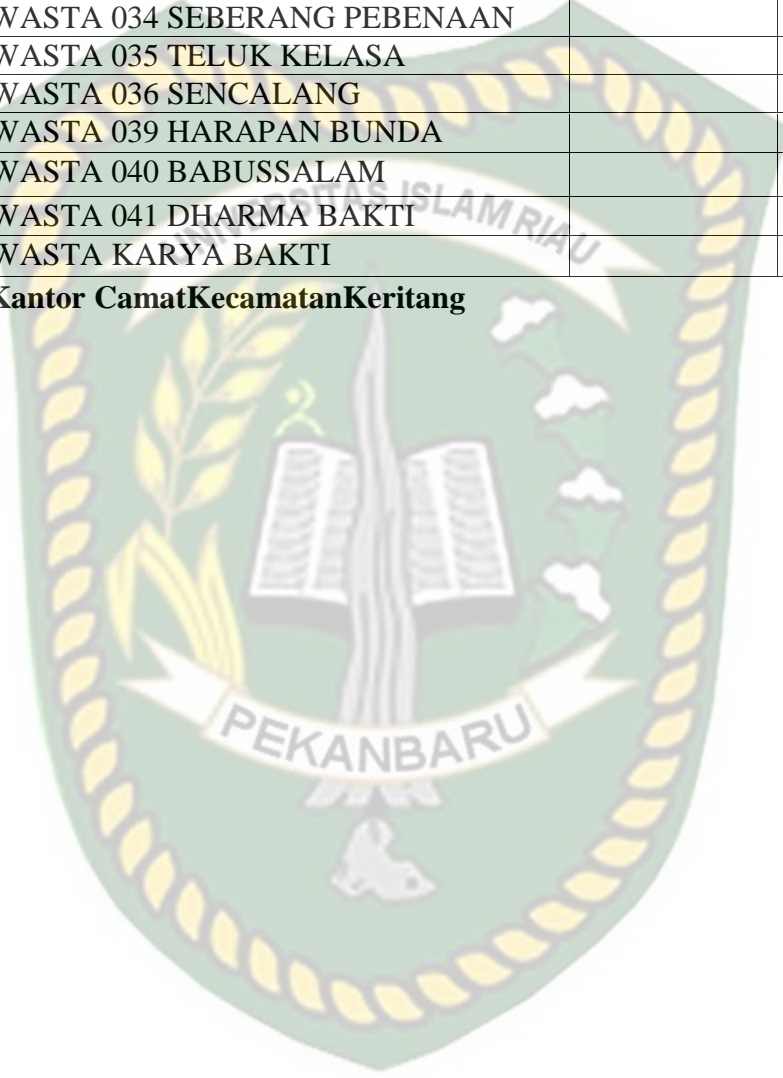 WASTA 034 SEBERANG PEBENAAN
WASTA 035 TELUK KELASA
WASTA 036 SENCALANG
WASTA 039 HARAPAN BUNDA
WASTA 040 BABUSSALAM
WASTA 041 DHARMA BAKTI
WASTA KARYA BAKTI
Kantor CamatKecamatanKeritang
UNIVERSITAS ISLAM RIAU
PEKANBARU